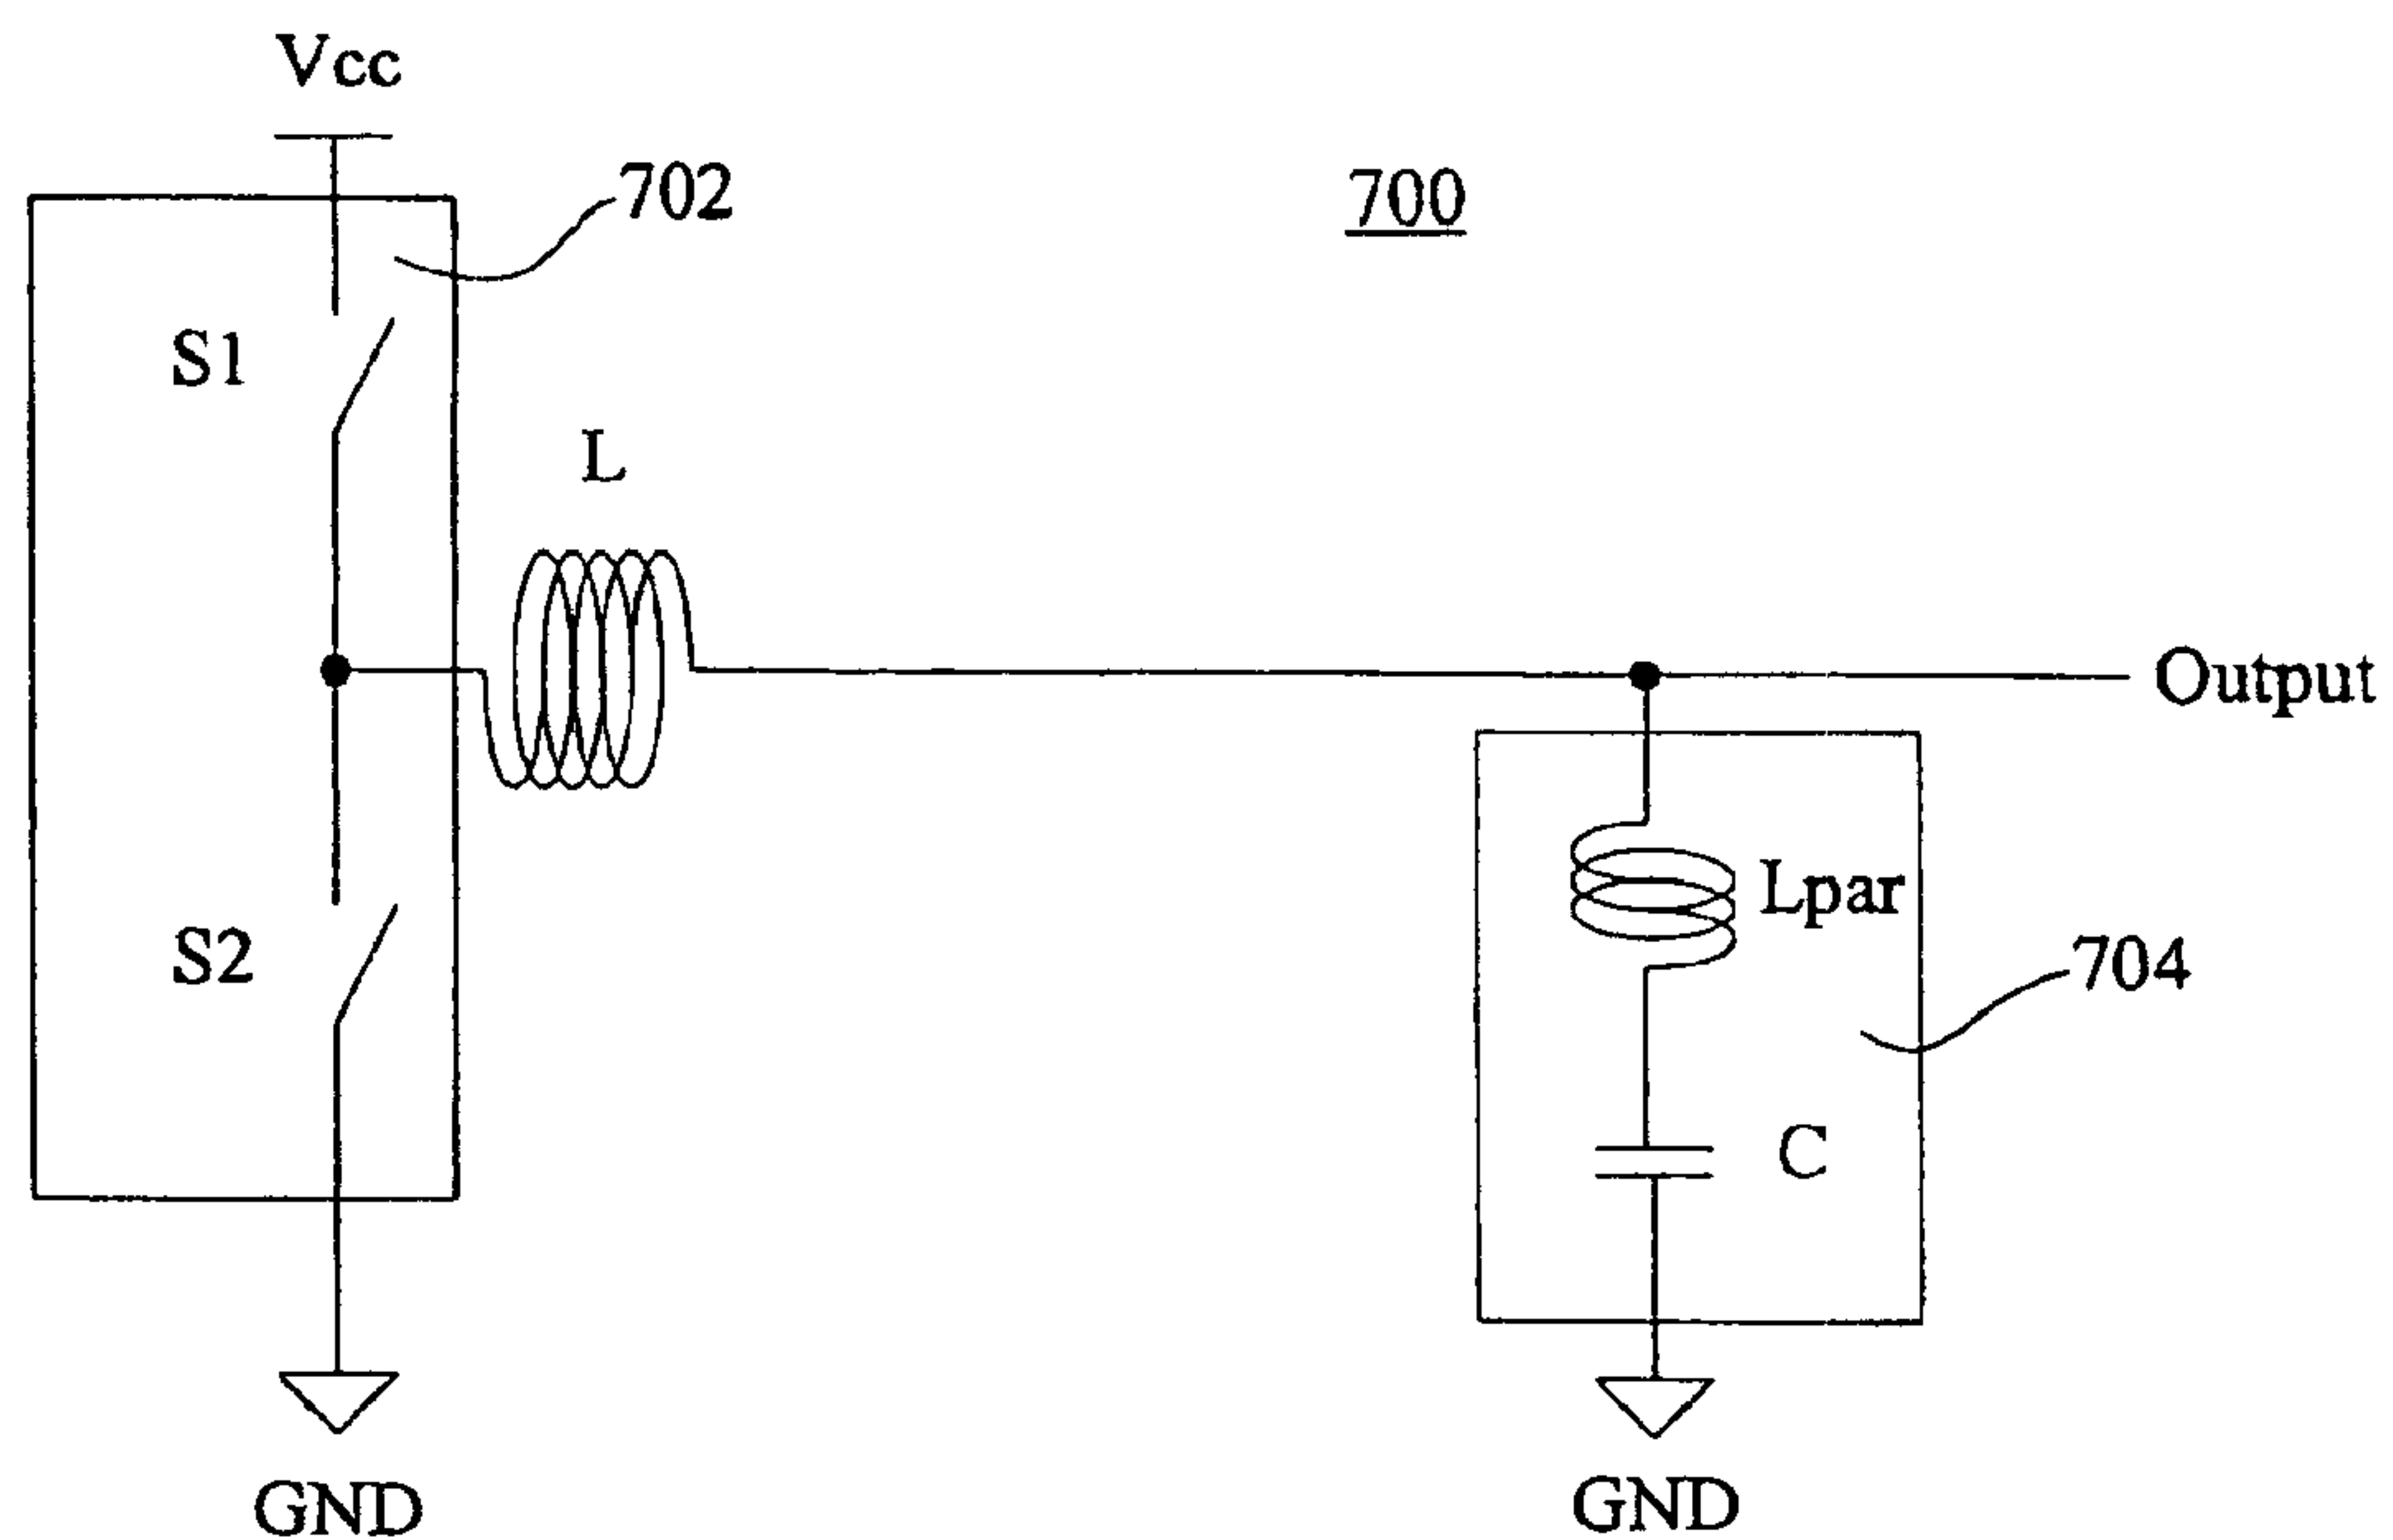 Vcc
702
700
S1
L
Output
Lpar
S2
704
C
GND
GND